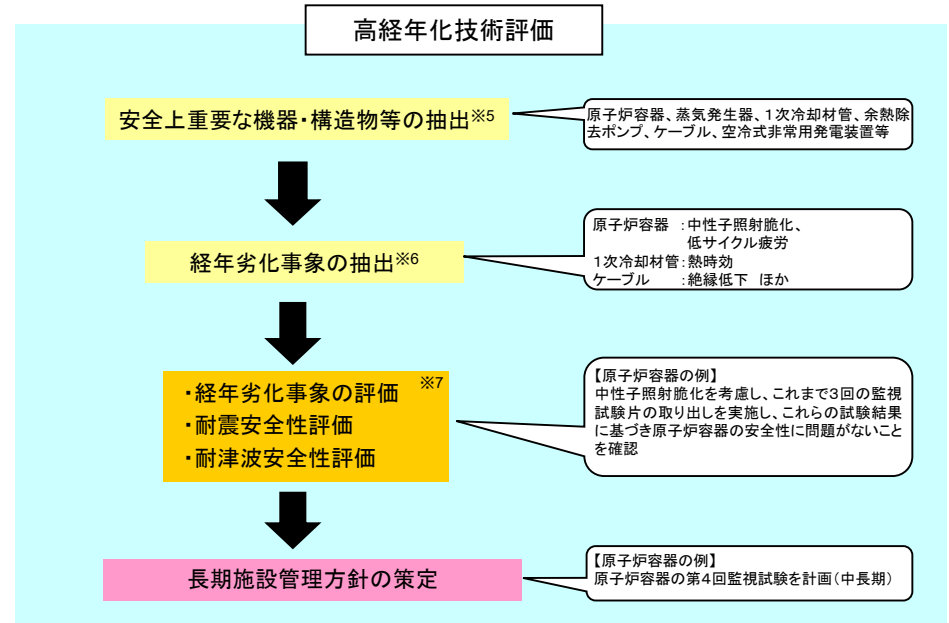 高経年化技術評価
安全上重要な機器・構造物等の抽出※5
原子炉容器、蒸気発生器、1次冷却材管、余熱除
去ポンプ、ケーブル、空冷式非常用発電装置等
経年劣化事象の抽出※6
原子炉容器 :中性子照射脆化、
低サイクル疲労
1次冷却材管:熱時効
ケーブル :絶縁低下 ほか
・経年劣化事象の評価 ※7
・耐震安全性評価
・耐津波安全性評価
【原子炉容器の例】
中性子照射脆化を考慮し、これまで3回の監視
試験片の取り出しを実施し、これらの試験結果
に基づき原子炉容器の安全性に問題がないこと
を確認
長期施設管理方針の策定
【原子炉容器の例】
原子炉容器の第4回監視試験を計画(中長期)